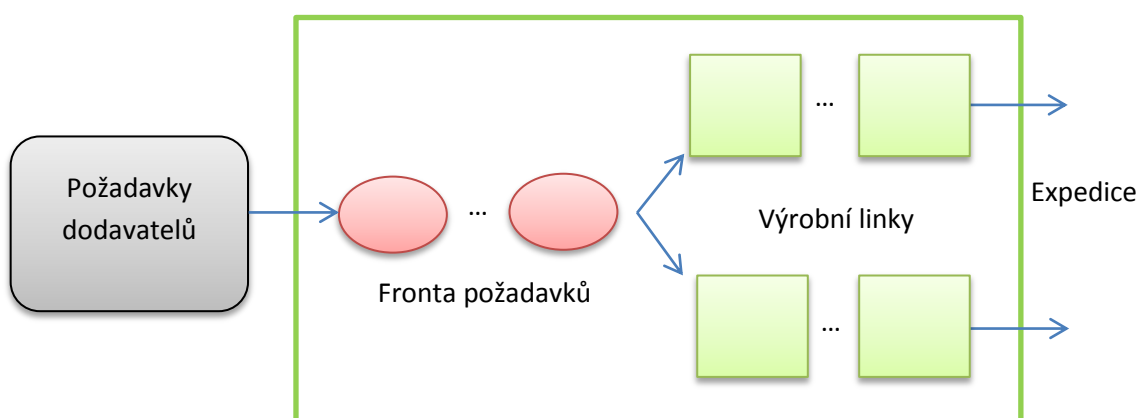 Požadavky
dodavatelů
...
Fronta požadavků
...
Výrobní linky
...
Expedice